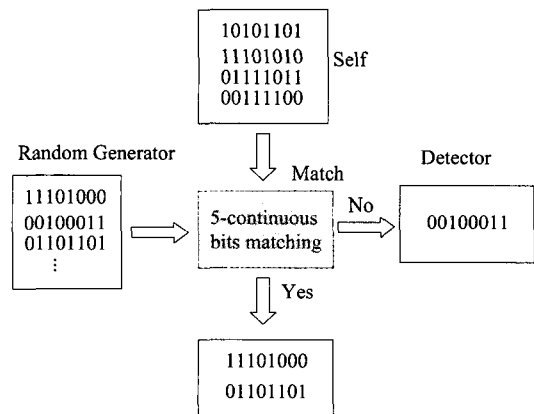 10101101
11101010
01111011
00111100
Self
Random Generator
11101000
00100011
01101101
⋮
Match
5-continuous
bits matching
No
Detector
00100011
Yes
11101000
01101101